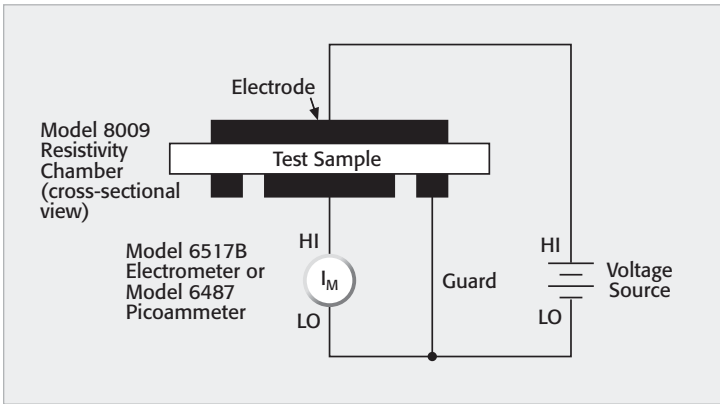 Electrode
Model 8009
Resistivity
Chamber
(cross-sectional
view)
Test Sample
Model 6517B
Electrometer or
Model 6487
Picoammeter
HI
IM
LO
Guard
HI
LO
Voltage
Source